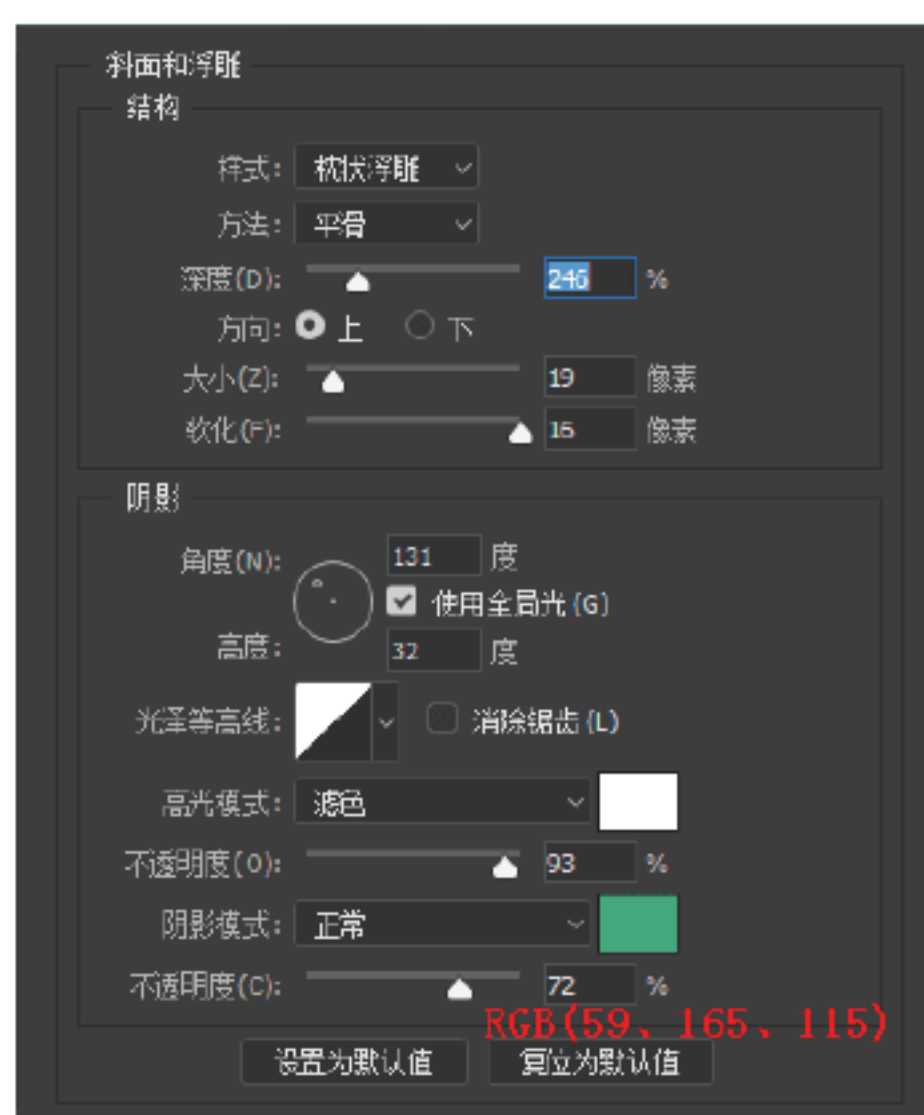 斜面和浮雕
结构
样式: 枕状浮雕
方法: 平滑
深度(D): 246 %
方向: 上 下
大小(Z): 19 像素
软化(F): 16 像素
阴影
角度(N): 131 度
使用全局光(G)
高度: 32 度
光泽等高线: 消除锯齿(L)
高光模式: 滤色
不透明度(O): 93 %
阴影模式: 正常
不透明度(C): 72 %
RGB(59、165、115)
设置为默认值 复位为默认值